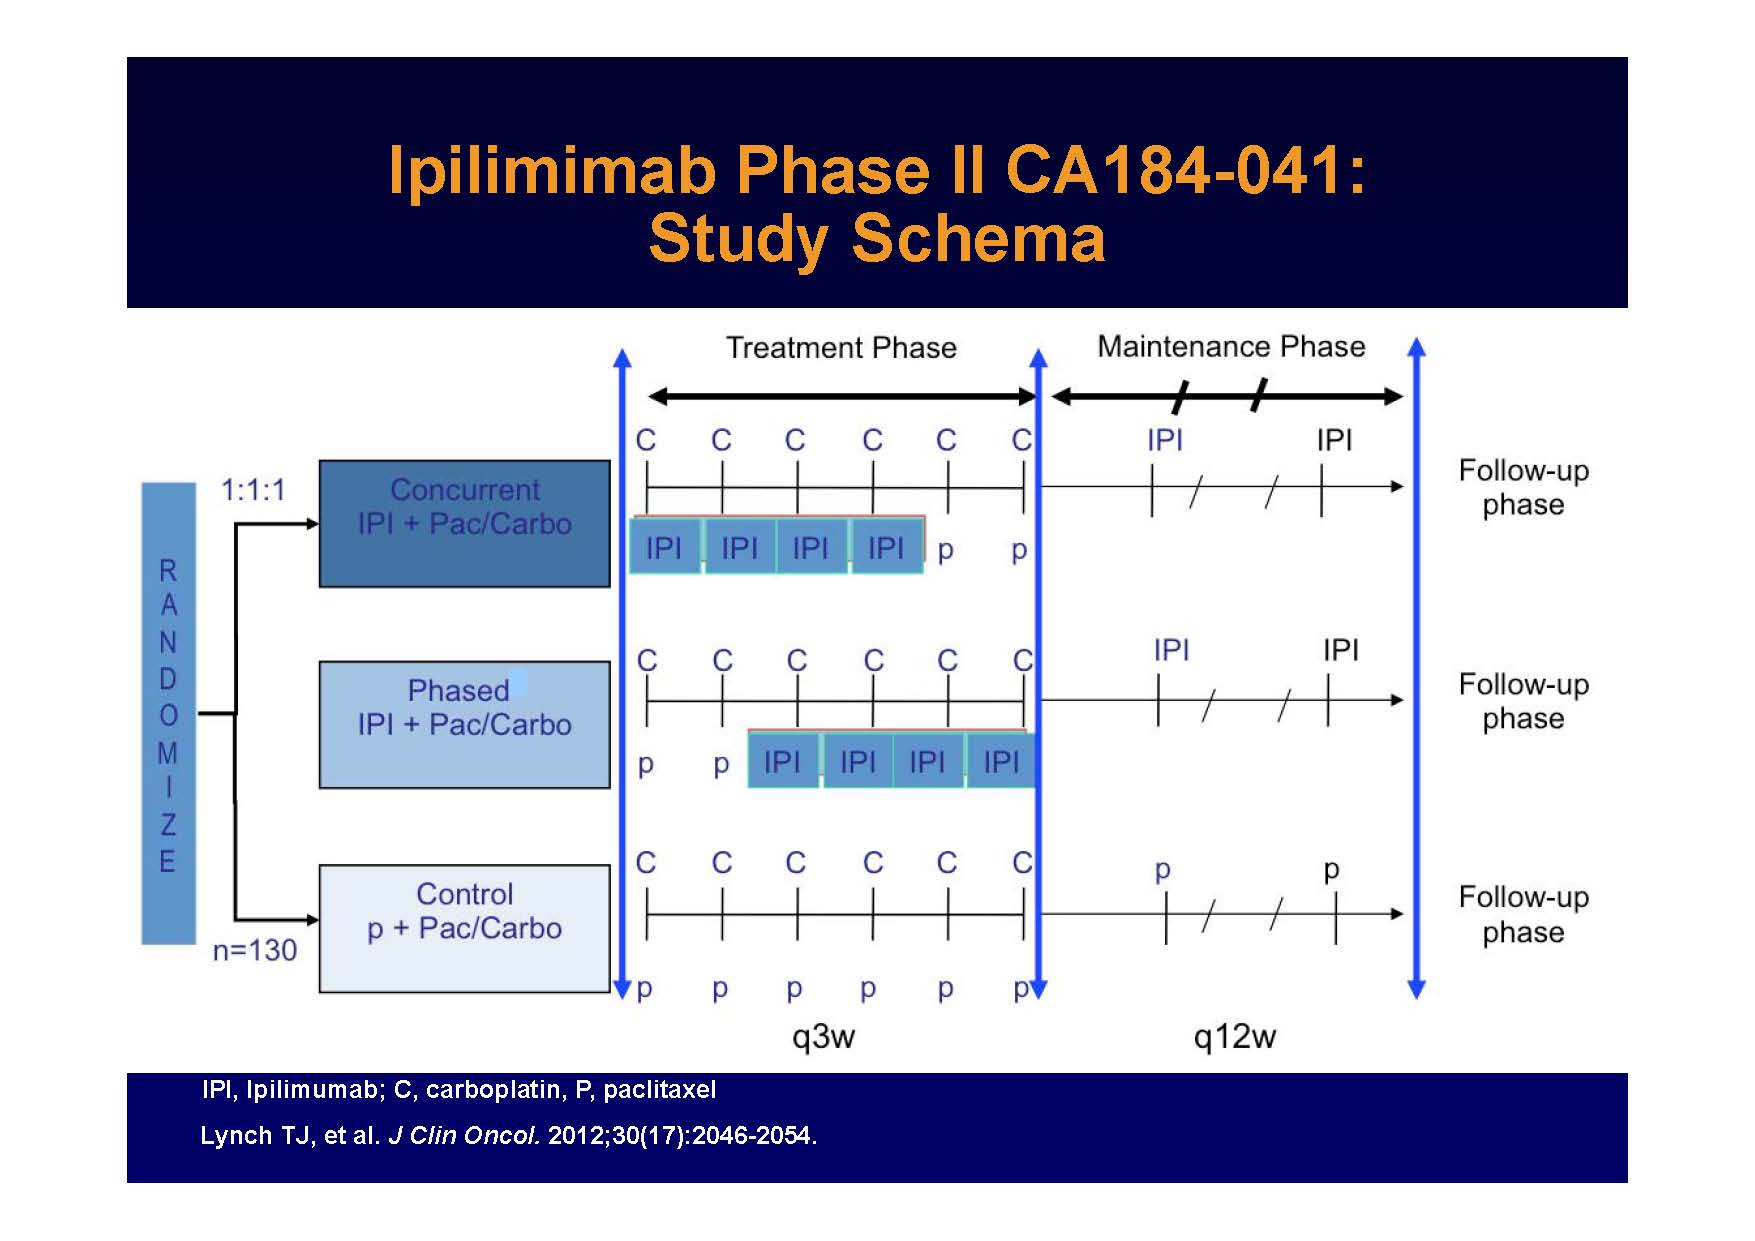 Ipilimimab Phase II CA184-041:
Study Schema
Treatment Phase
Maintenance Phase
RANDOMIZE
1:1:1
n=130
Concurrent
IPI + Pac/Carbo
C C C C C C
IPI IPI IPI IPI p p
IPI IPI
Follow-up
phase
Phased
IPI + Pac/Carbo
C C C C C C
p p IPI IPI IPI IPI
IPI IPI
Follow-up
phase
Control
p + Pac/Carbo
C C C C C C
p p p p p p
p p
Follow-up
phase
q3w
q12w
IPI, Ipilimumab; C, carboplatin, P, paclitaxel
Lynch TJ, et al. J Clin Oncol. 2012;30(17):2046-2054.